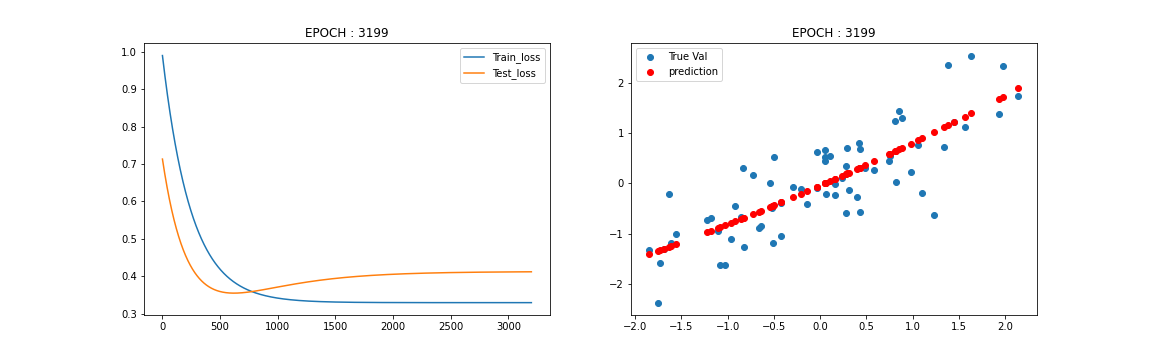 EPOCH : 3199
1.0
0.9
0.8
0.7
0.6
0.5
0.4
0.3
0 500 1000 1500 2000 2500 3000
Train_loss
Test_loss
EPOCH : 3199
2
1
0
−1
−2
−2.0 −1.5 −1.0 −0.5 0.0 0.5 1.0 1.5 2.0
True Val
prediction